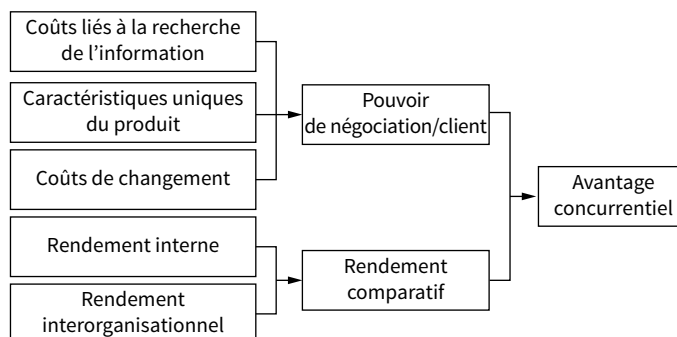 Coûts liés à la recherche
de l’information
Caractéristiques uniques
du produit
Coûts de changement
Rendement interne
Rendement
interorganisationnel
Pouvoir
de négociation/client
Rendement
comparatif
Avantage
concurrentiel